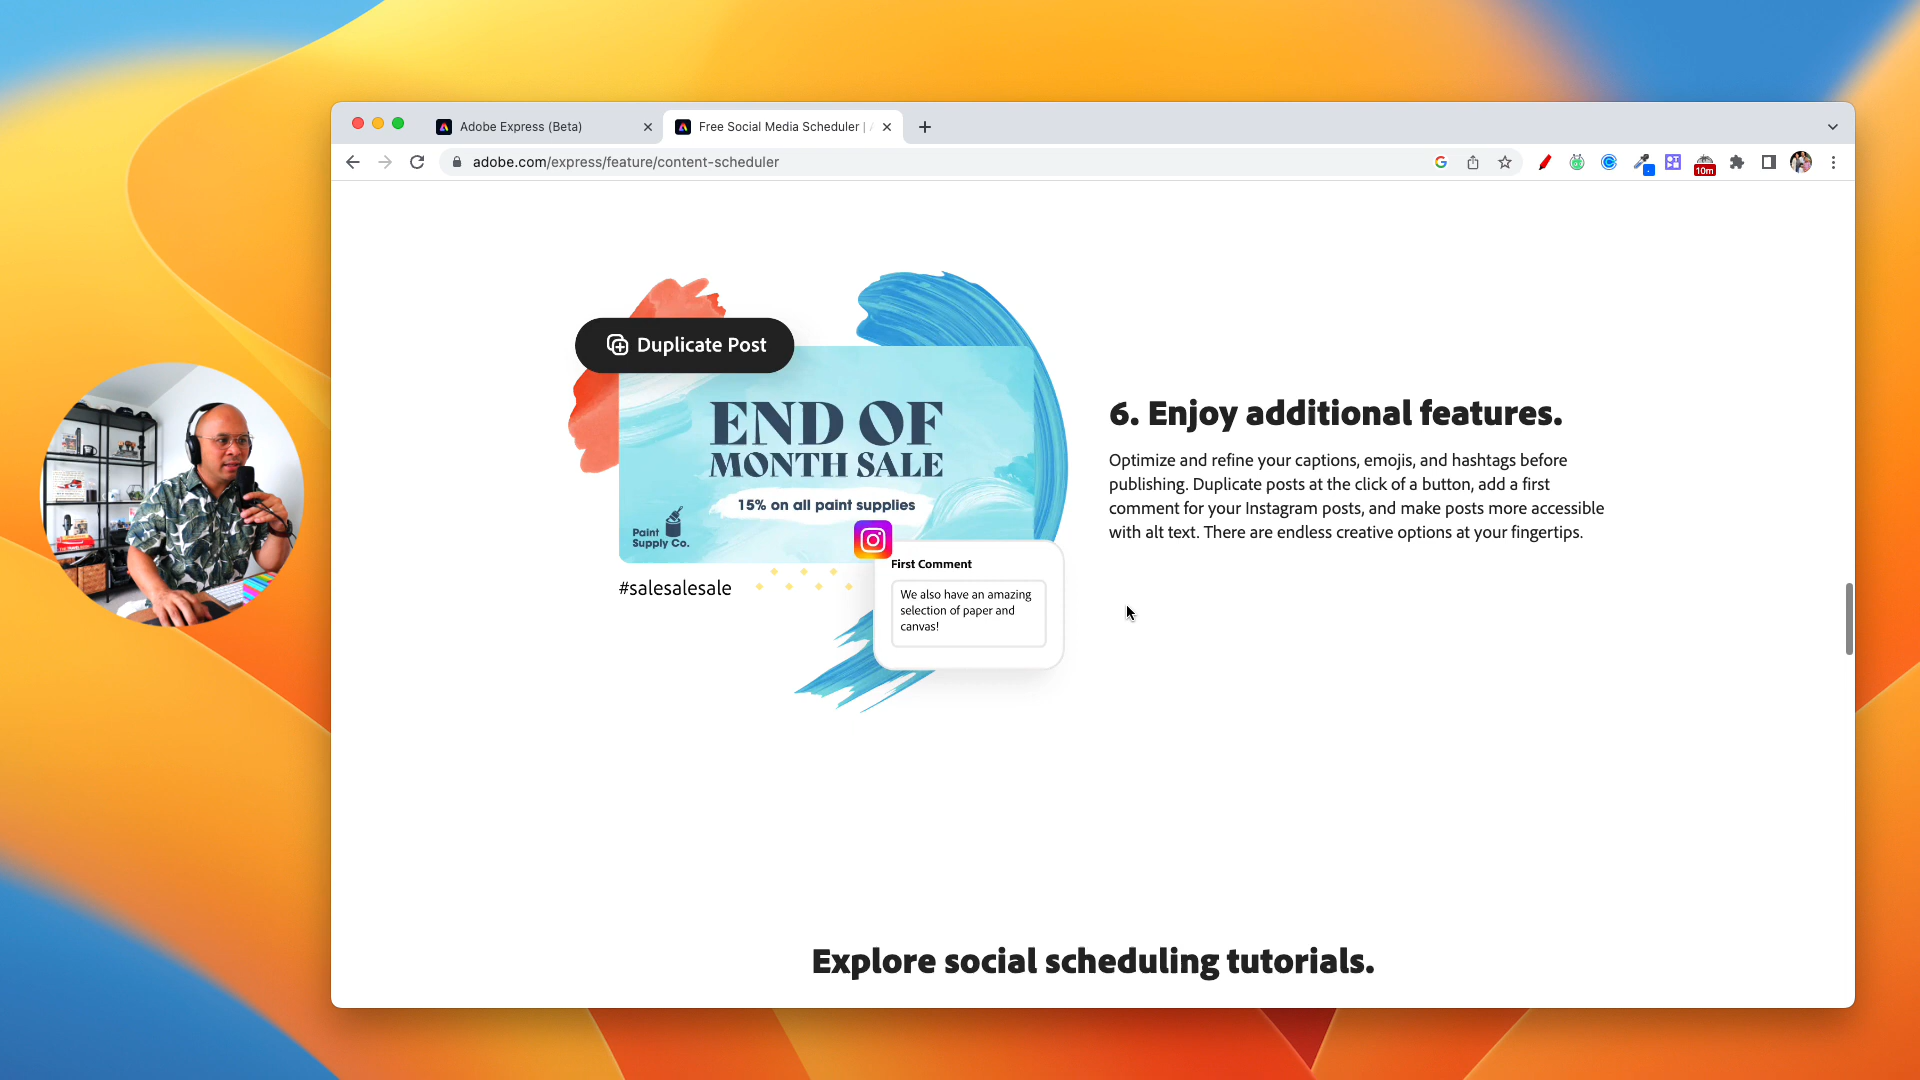 Adobe Express (Beta)
Free Social Media Scheduler |
adobe.com/express/feature/content-scheduler
10m
Duplicate Post
END OF
MONTH SALE
15% on all paint supplies
Paint
Supply Co.
#salesalesale
First Comment
We also have an amazing
selection of paper and
canvas!
6. Enjoy additional features.
Optimize and refine your captions, emojis, and hashtags before
publishing. Duplicate posts at the click of a button, add a first
comment for your Instagram posts, and make posts more accessible
with alt text. There are endless creative options at your fingertips.
Explore social scheduling tutorials.